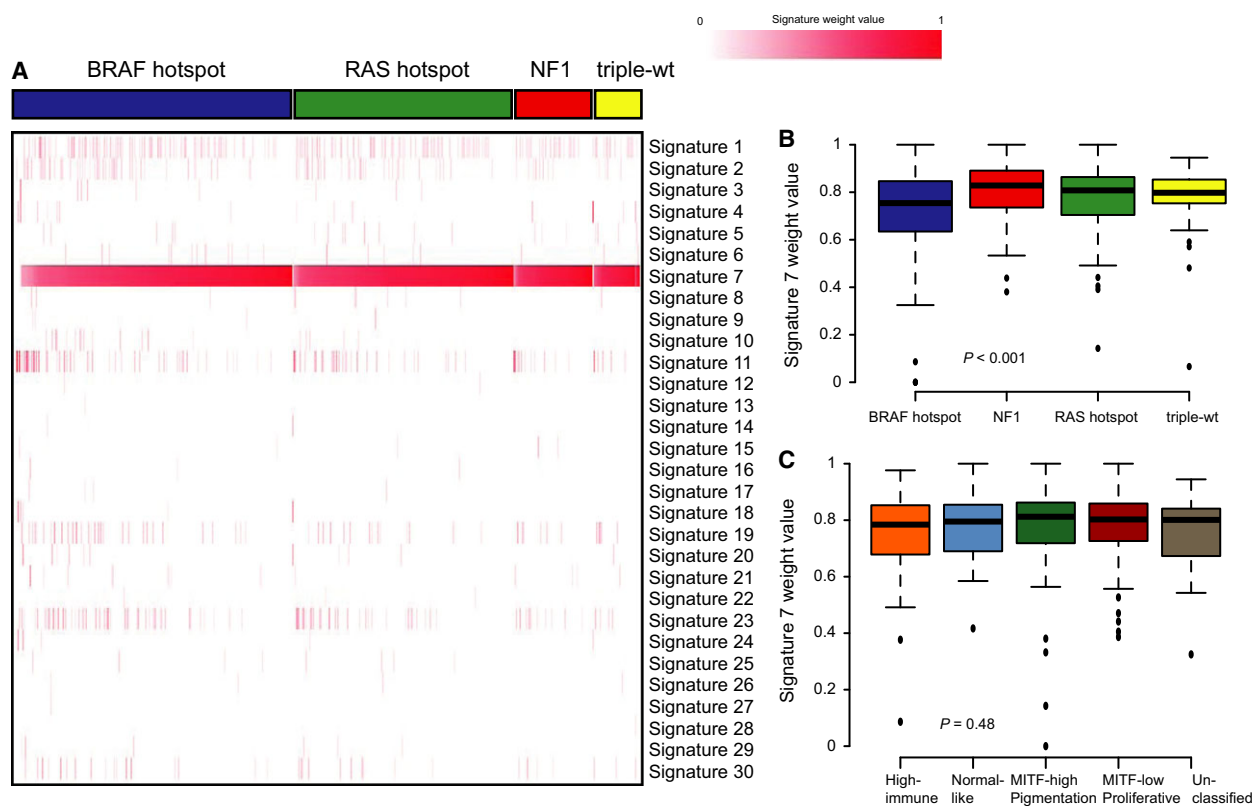 0 Signature weight value 1
A BRAF hotspot RAS hotspot NF1 triple-wt
Signature 1
Signature 2
Signature 3
Signature 4
Signature 5
Signature 6
Signature 7
Signature 8
Signature 9
Signature 10
Signature 11
Signature 12
Signature 13
Signature 14
Signature 15
Signature 16
Signature 17
Signature 18
Signature 19
Signature 20
Signature 21
Signature 22
Signature 23
Signature 24
Signature 25
Signature 26
Signature 27
Signature 28
Signature 29
Signature 30
B
Signature 7 weight value
1
0.8
0.6
0.4
0.2
0
P < 0.001
BRAF hotspot NF1 RAS hotspot triple-wt
C
Signature 7 weight value
1
0.8
0.6
0.4
0.2
0
P = 0.48
High- Normal- MITF-high MITF-low Un-
immune like Pigmentation Proliferative classified